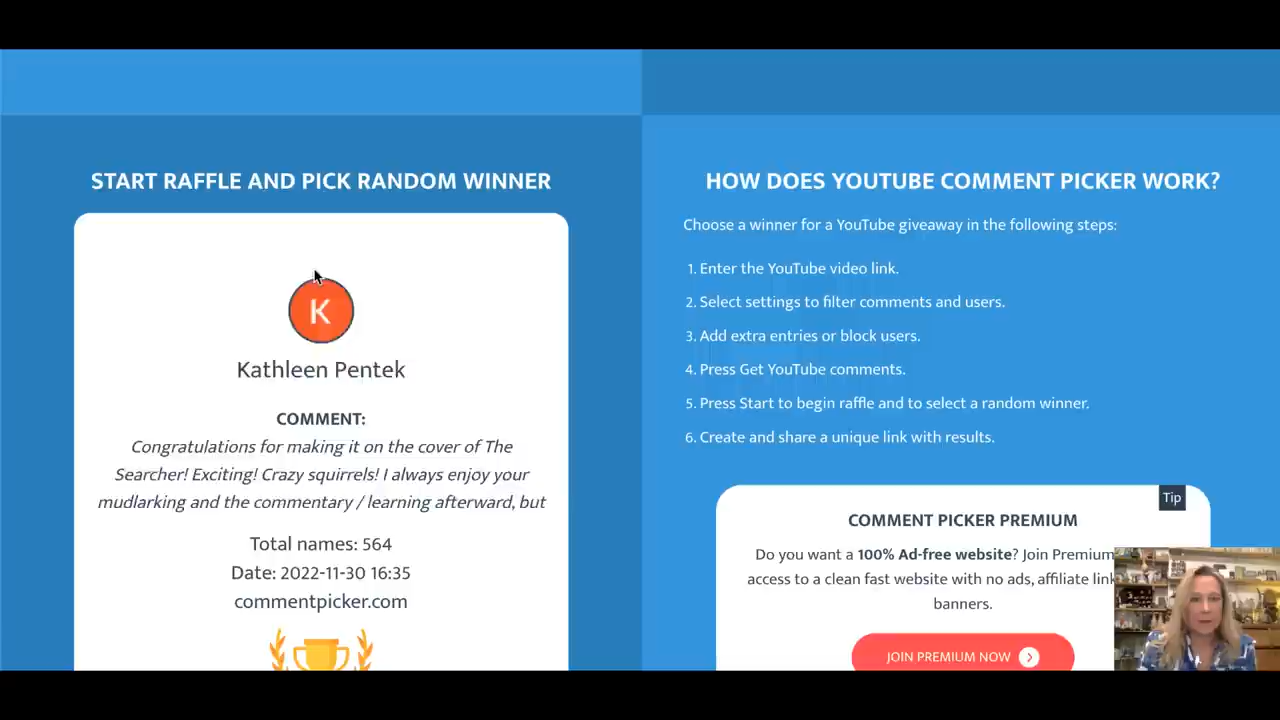 START RAFFLE AND PICK RANDOM WINNER
K
Kathleen Pentek
COMMENT:
Congratulations for making it on the cover of The
Searcher! Exciting! Crazy squirrels! I always enjoy your
mudlarking and the commentary / learning afterward, but
Total names: 564
Date: 2022-11-30 16:35
commentpicker.com
HOW DOES YOUTUBE COMMENT PICKER WORK?
Choose a winner for a YouTube giveaway in the following steps:
1. Enter the YouTube video link.
2. Select settings to filter comments and users.
3. Add extra entries or block users.
4. Press Get YouTube comments.
5. Press Start to begin raffle and to select a random winner.
6. Create and share a unique link with results.
Tip
COMMENT PICKER PREMIUM
Do you want a 100% Ad-free website? Join Premium
access to a clean fast website with no ads, affiliate link
banners.
JOIN PREMIUM NOW